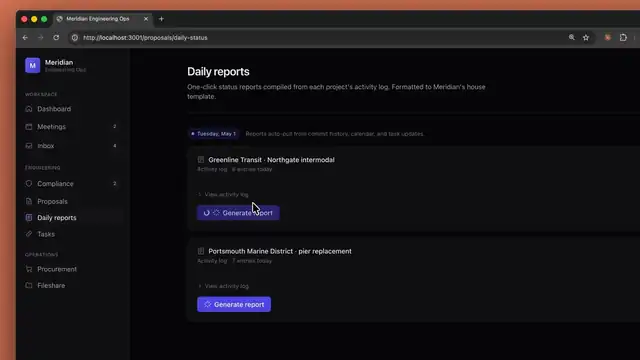 Meridian Engineering Ops
http://localhost:3001/proposals/daily-status
M
Meridian
Engineering Ops
WORKSPACE
Dashboard
Meetings 2
Inbox 4
ENGINEERING
Compliance 2
Proposals
Daily reports
Tasks
OPERATIONS
Procurement
Fileshare
Daily reports
One-click status reports compiled from each project's activity log. Formatted to Meridian's house
template.
Tuesday, May 1 Reports auto-pull from commit history, calendar, and task updates.
Greenline Transit · Northgate intermodal
Activity log · entries today
View activity log
Generate report
Portsmouth Marine District · pier replacement
Activity log · 7 entries today
View activity log
Generate report